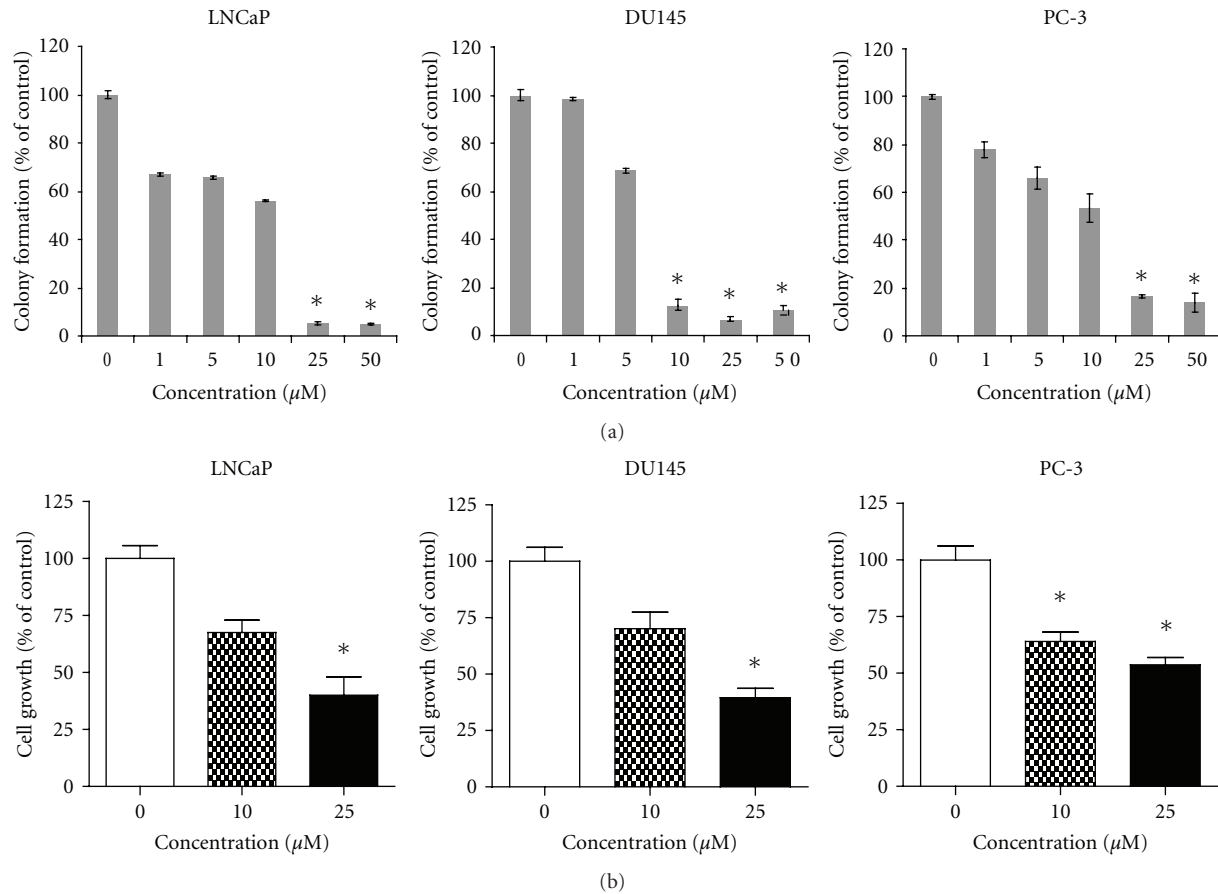 LNCaP
DU145
PC-3
Colony formation (% of control)
120
100
80
60
40
20
0
* *
0 1 5 10 25 50
Concentration (µM)
Colony formation (% of control)
120
100
80
60
40
20
0
* * *
0 1 5 10 25 5 0
Concentration (µM)
Colony formation (% of control)
120
100
80
60
40
20
0
* *
0 1 5 10 25 50
Concentration (µM)
(a)
LNCaP
DU145
PC-3
Cell growth (% of control)
125
100
75
50
25
0
*
0 10 25
Concentration (µM)
Cell growth (% of control)
125
100
75
50
25
0
*
0 10 25
Concentration (µM)
Cell growth (% of control)
125
100
75
50
25
0
* *
0 10 25
Concentration (µM)
(b)